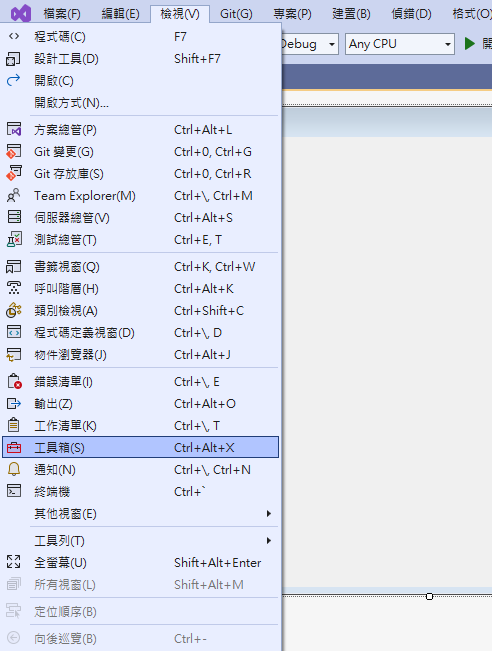 檔案(F) 編輯(E) 檢視(V) Git(G) 專案(P) 建置(B) 偵錯(D) 格式(O)
Debug Any CPU 開
程式碼(C) F7
設計工具(D) Shift+F7
開啟(C)
開啟方式(N)...
方案總管(P) Ctrl+Alt+L
Git 變更(G) Ctrl+0, Ctrl+G
Git 存放庫(S) Ctrl+0, Ctrl+R
Team Explorer(M) Ctrl+\, Ctrl+M
伺服器總管(V) Ctrl+Alt+S
測試總管(T) Ctrl+E, T
書籤視窗(Q) Ctrl+K, Ctrl+W
呼叫階層(H) Ctrl+Alt+K
類別檢視(A) Ctrl+Shift+C
程式碼定義視窗(D) Ctrl+\, D
物件瀏覽器(J) Ctrl+Alt+J
錯誤清單(I) Ctrl+\, E
輸出(Z) Ctrl+Alt+O
工作清單(K) Ctrl+\, T
工具箱(S) Ctrl+Alt+X
通知(N) Ctrl+\, Ctrl+N
終端機 Ctrl+`
其他視窗(E)
工具列(T)
全螢幕(U) Shift+Alt+Enter
所有視窗(L) Shift+Alt+M
定位順序(B)
向後巡覽(B) Ctrl+-